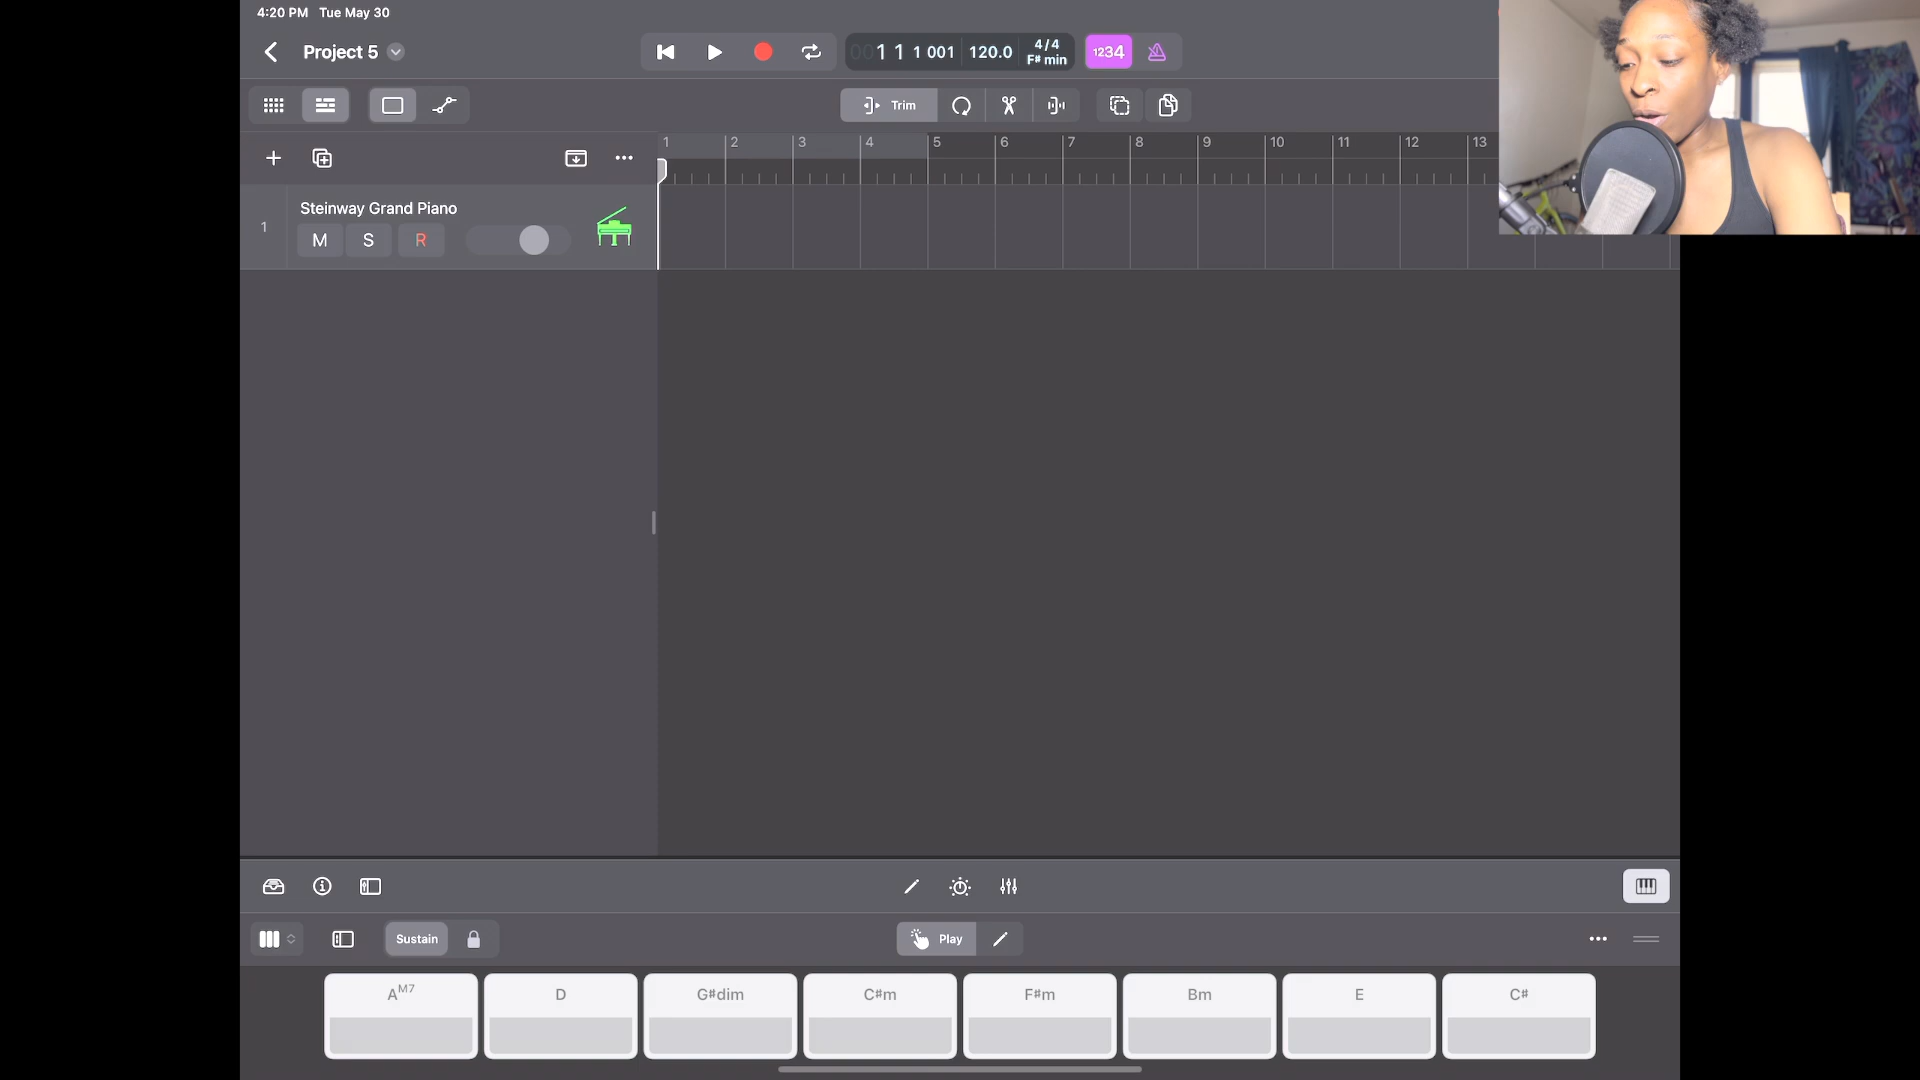 4:20 PM Tue May 30
Project 5
001 1 1 001 120.0 4/4 F# min
1234
Trim
1 2 3 4 5 6 7 8 9 10 11 12 13
1 Steinway Grand Piano
M S R
Sustain Play
AM7 D G#dim C#m F#m Bm E C#